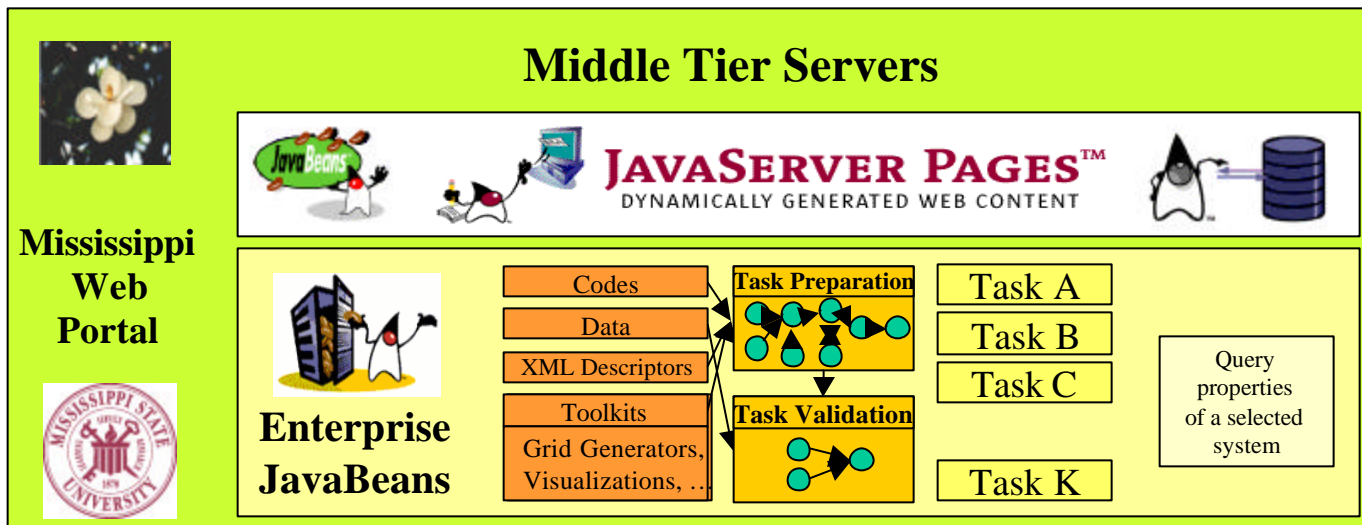 Middle Tier Servers
JavaBeans
JAVASERVER PAGES™
DYNAMICALLY GENERATED WEB CONTENT
TM
Mississippi
Web
Portal
MISSISSIPPI STATE
UNIVERSITY
1878
Enterprise
JavaBeans
Codes
Data
XML Descriptors
Toolkits
Grid Generators,
Visualizations, …
Task Preparation
Task Validation
Task A
Task B
Task C
Task K
Query
properties
of a selected
system